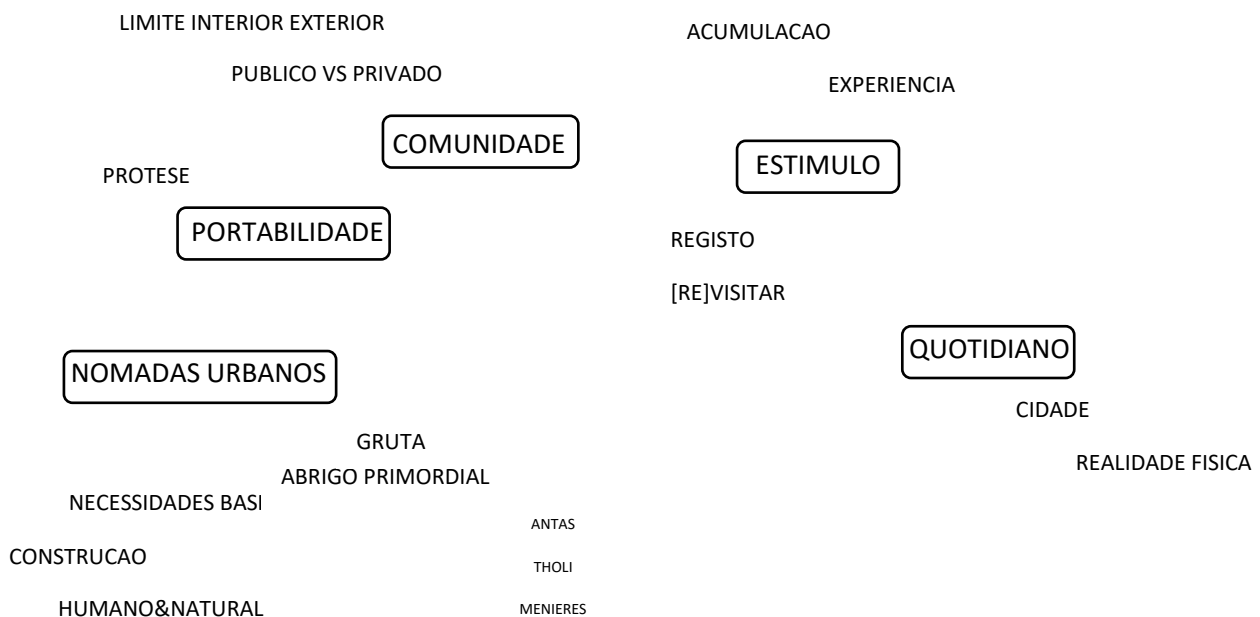 LIMITE INTERIOR EXTERIOR
PUBLICO VS PRIVADO
COMUNIDADE
PROTESE
PORTABILIDADE
NOMADAS URBANOS
GRUTA
ABRIGO PRIMORDIAL
NECESSIDADES BASI
CONSTRUCAO
HUMANO&NATURAL
ANTAS
THOLI
MENIERES
ACUMULACAO
EXPERIENCIA
ESTIMULO
REGISTO
[RE]VISITAR
QUOTIDIANO
CIDADE
REALIDADE FISICA